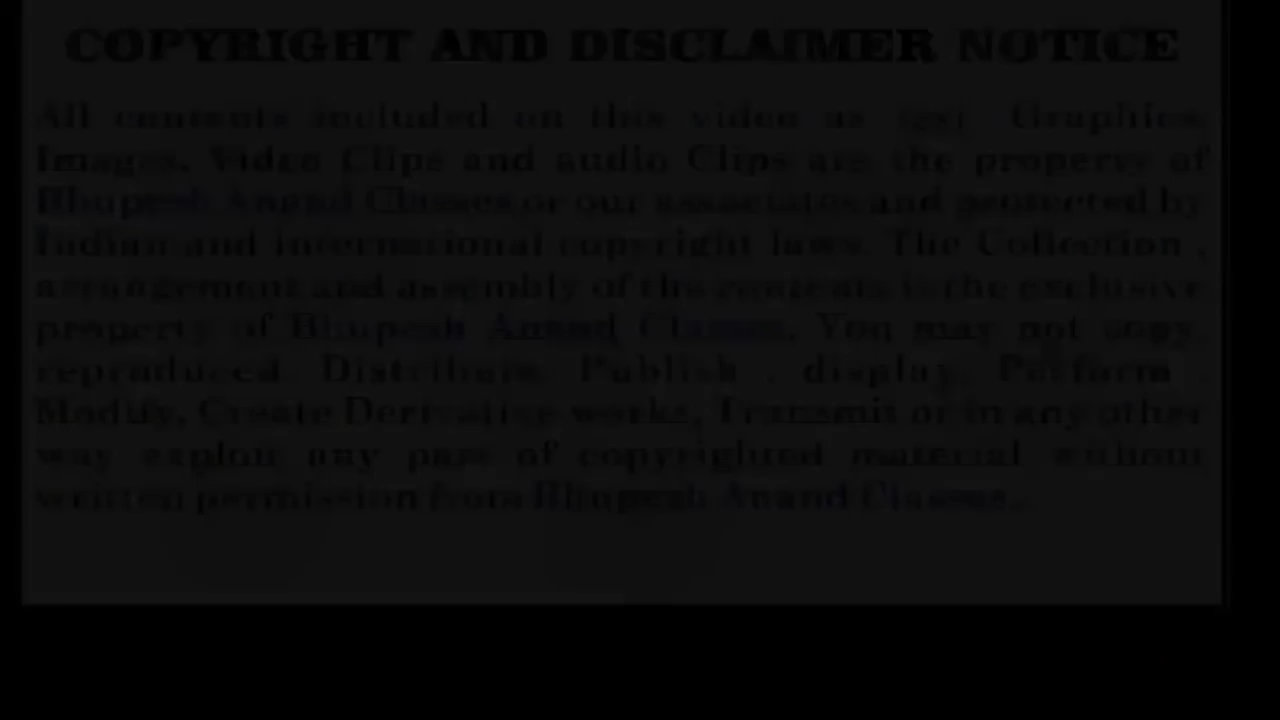 COPYRIGHT AND DISCLAIMER NOTICE
All contents included on this video as text, Graphics
Images, Video Clips and audio Clips are the property of
Bhupesh Anand Classes or our associates and protected by
Indian and international copyright laws. The Collection ,
arrangement and assembly of the contents is the exclusive
property of Bhupesh Anand Classes. You may not copy,
reproduced, Distribute, Publish , display, Perform ,
Modify, Create Derivative works, Transmit or in any other
way exploit any part of copyrighted material without
written permission from Bhupesh Anand Classes.